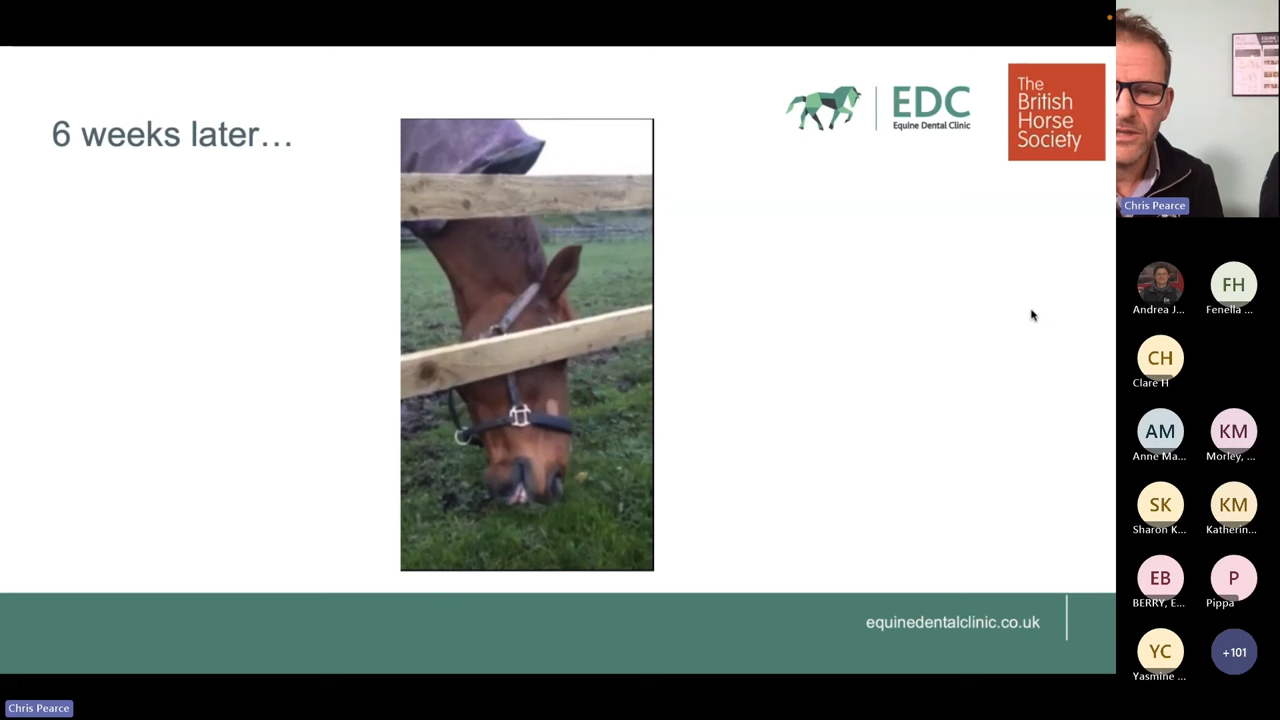 6 weeks later…
EDC
Equine Dental Clinic
The
British
Horse
Society
equinedentalclinic.co.uk
Chris Pearce
Andrea J...
FH
Fenella ...
CH
Clare H
AM
Anne Ma...
KM
Morley, ...
SK
Sharon K...
KM
Katherin...
EB
BERRY, E...
P
Pippa
YC
Yasmine ...
+101
Chris Pearce